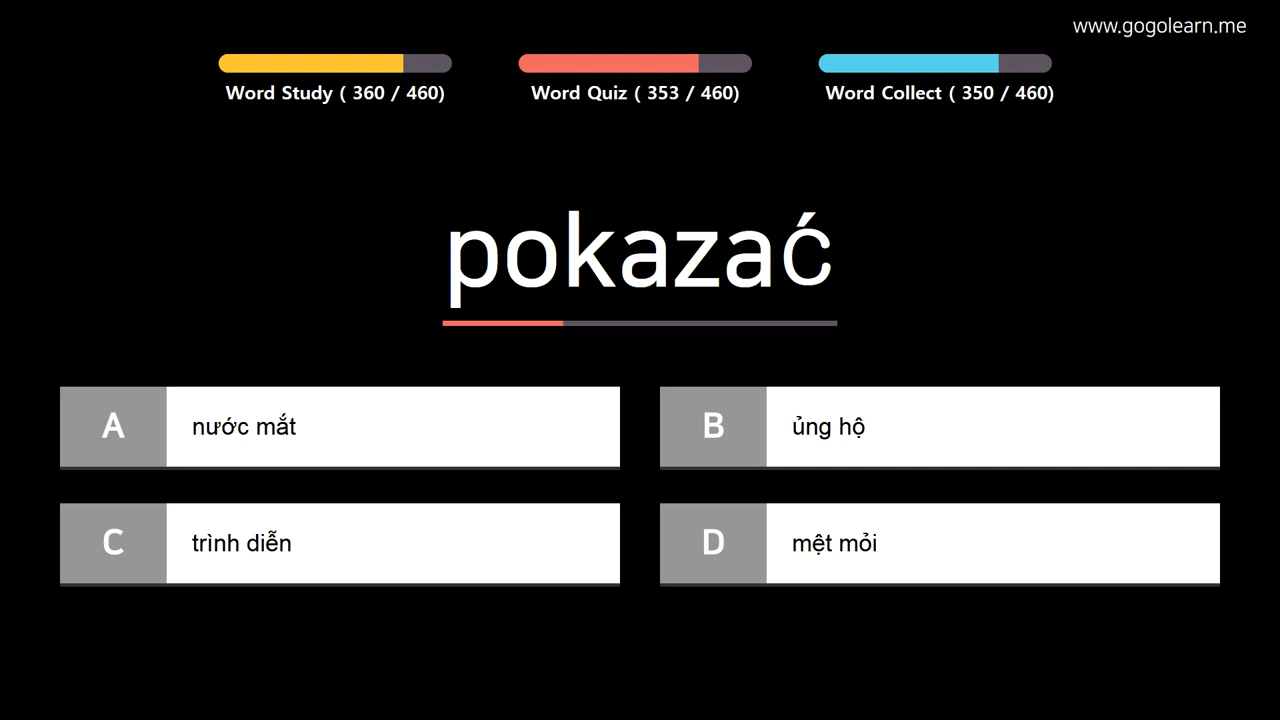 www.gogolearn.me
Word Study ( 360 / 460)
Word Quiz ( 353 / 460)
Word Collect ( 350 / 460)
pokazać
A
nước mắt
B
ủng hộ
C
trình diễn
D
mệt mỏi